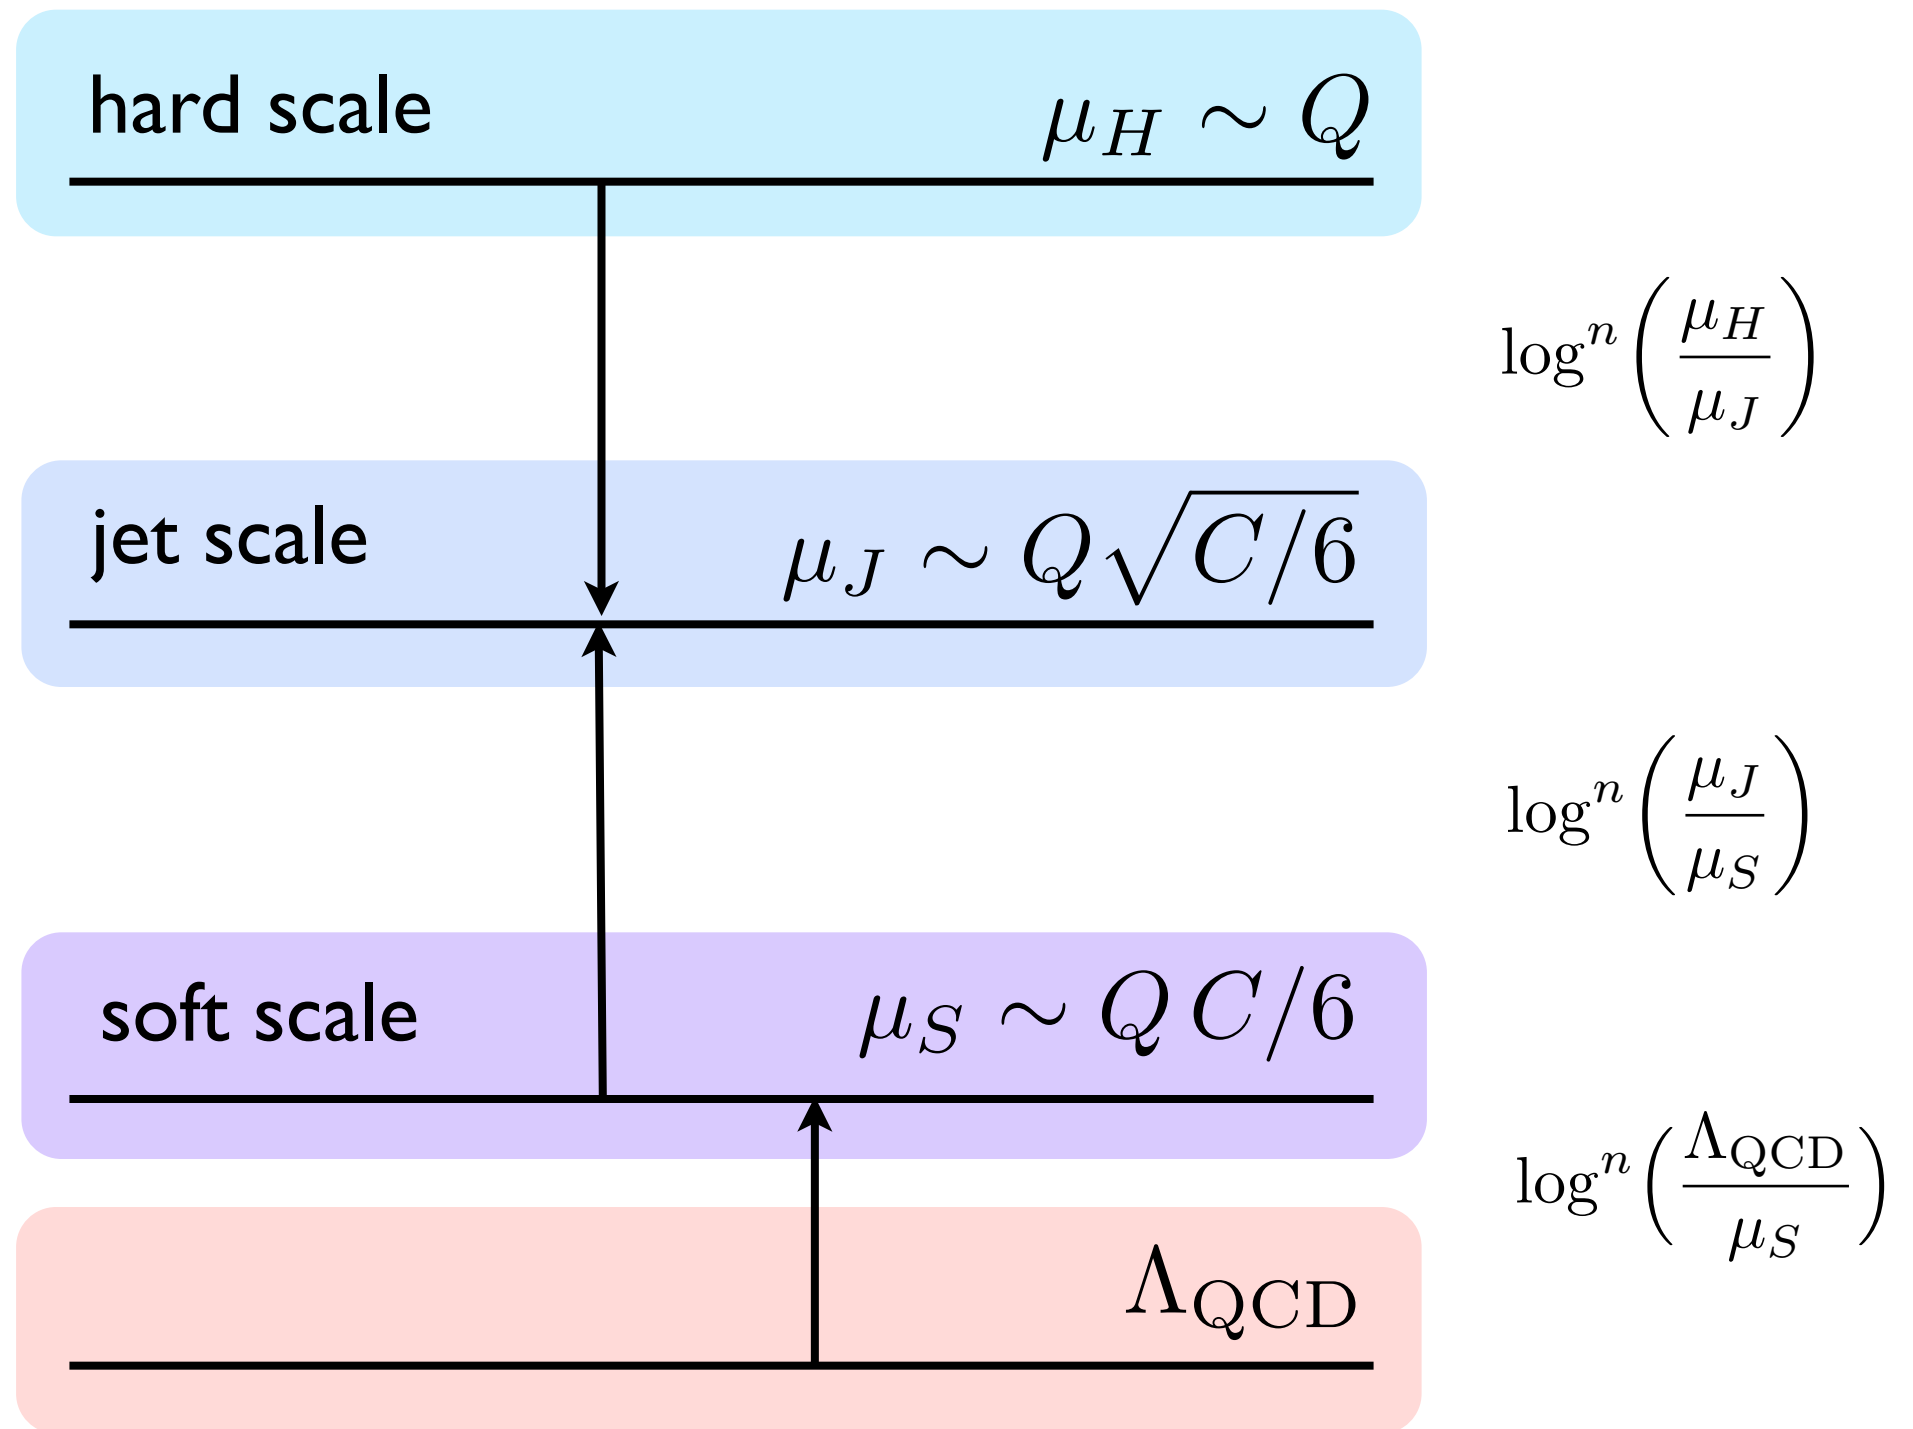 hard scale μ_H ∼ Q
log^n(μ_H/μ_J)
jet scale μ_J ∼ Q√(C/6)
log^n(μ_J/μ_S)
soft scale μ_S ∼ Q C/6
log^n(Λ_QCD/μ_S)
Λ_QCD